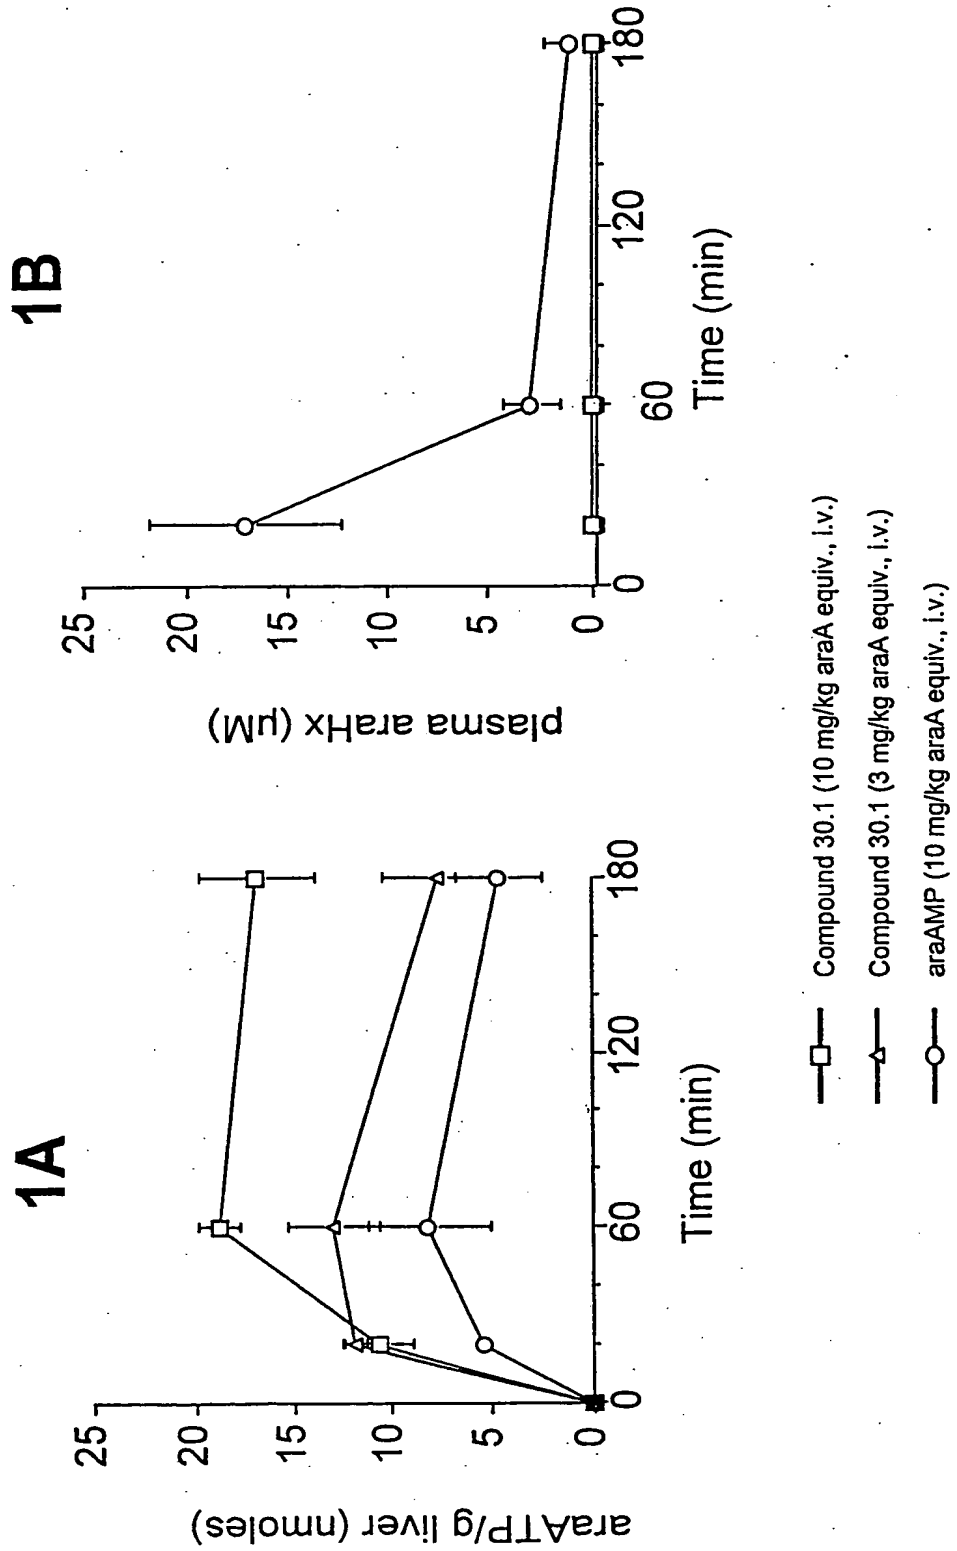 1A
araATP/g liver (nmoles)
25
20
15
10
5
0
0
60
120
180
Time (min)
1B
plasma araHx (µM)
25
20
15
10
5
0
0
60
120
180
Time (min)
Compound 30.1 (10 mg/kg araA equiv., i.v.)
Compound 30.1 (3 mg/kg araA equiv., i.v.)
araAMP (10 mg/kg araA equiv., i.v.)